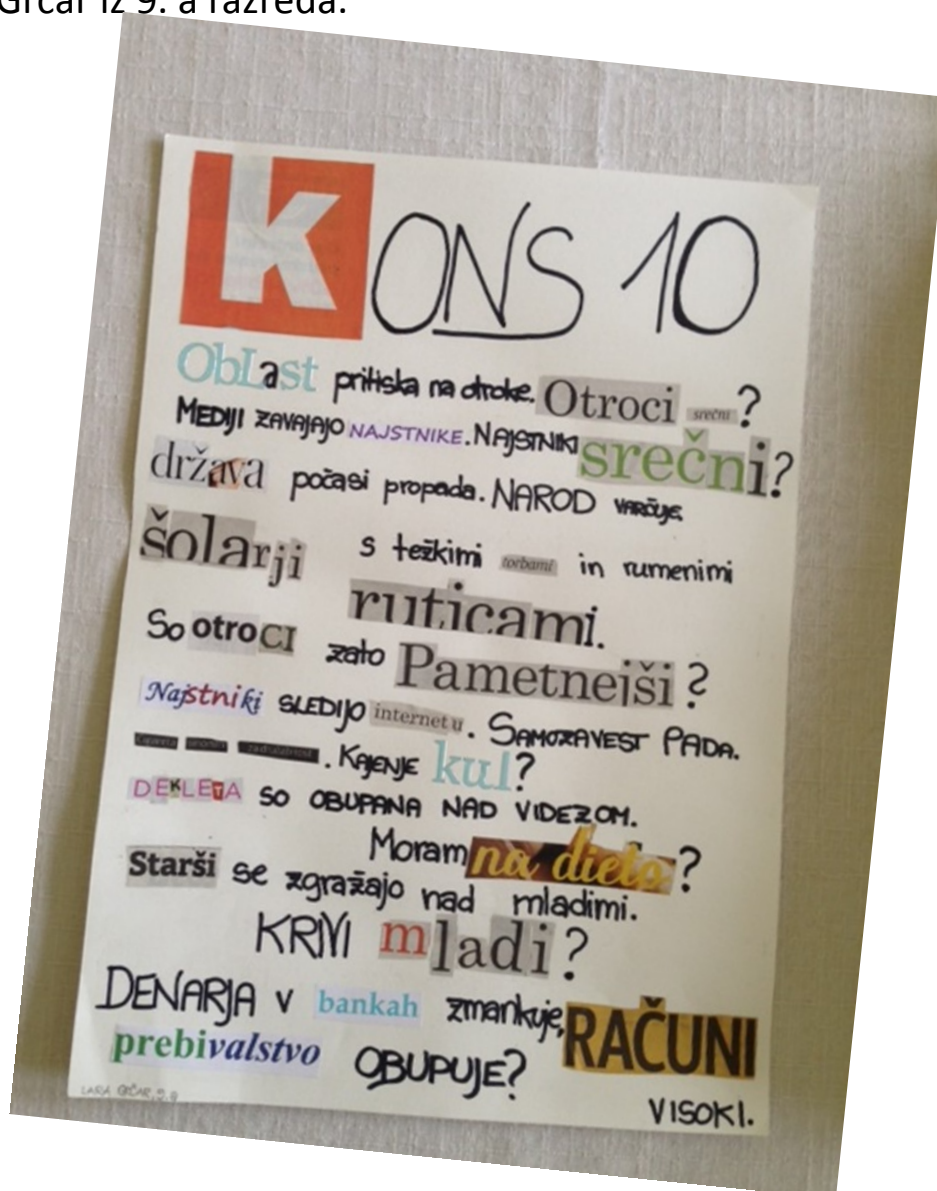 Grčar iz 9. a razreda.
KONS 10
ObLast pritiska na otroke. Otroci srečni?
MEDIJI ZAVAJAJO NAJSTNIKE. NAJSTNIKI srečni?
država počasi propada. NAROD VARČUJE.
šolarji s težkimi torbami in rumenimi
ruticami.
So otroCI zato Pametnejši?
Najstniki SLEDIJO internetu. SAMOZAVEST PADA.
. KAJENJE kul?
DEKLETA SO OBUPANA NAD VIDEZOM.
Moram na dieto?
Starši se zgražajo nad mladimi.
KRIVI mladi?
DENARJA V bankah zmankuje, RAČUNI
prebivalstvo OBUPUJE?
VISOKI.
LARA GRČAR, 9. a